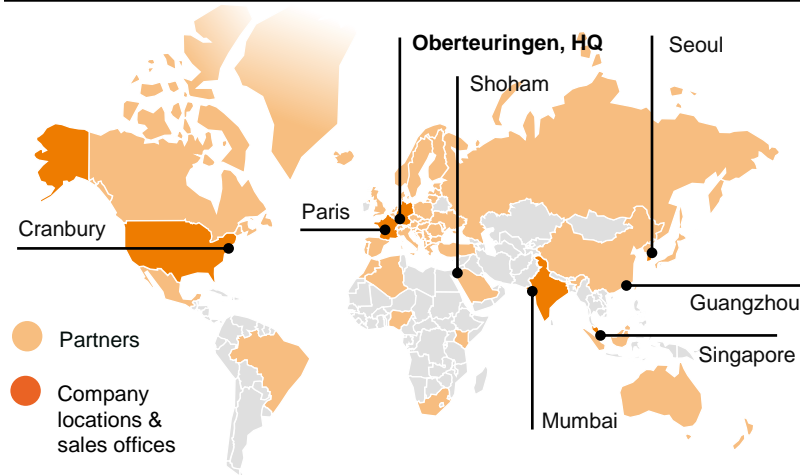 Oberteuringen, HQ
Seoul
Shoham
Paris
Cranbury
Guangzhou
Partners
Singapore
Company
locations &
sales offices
Mumbai